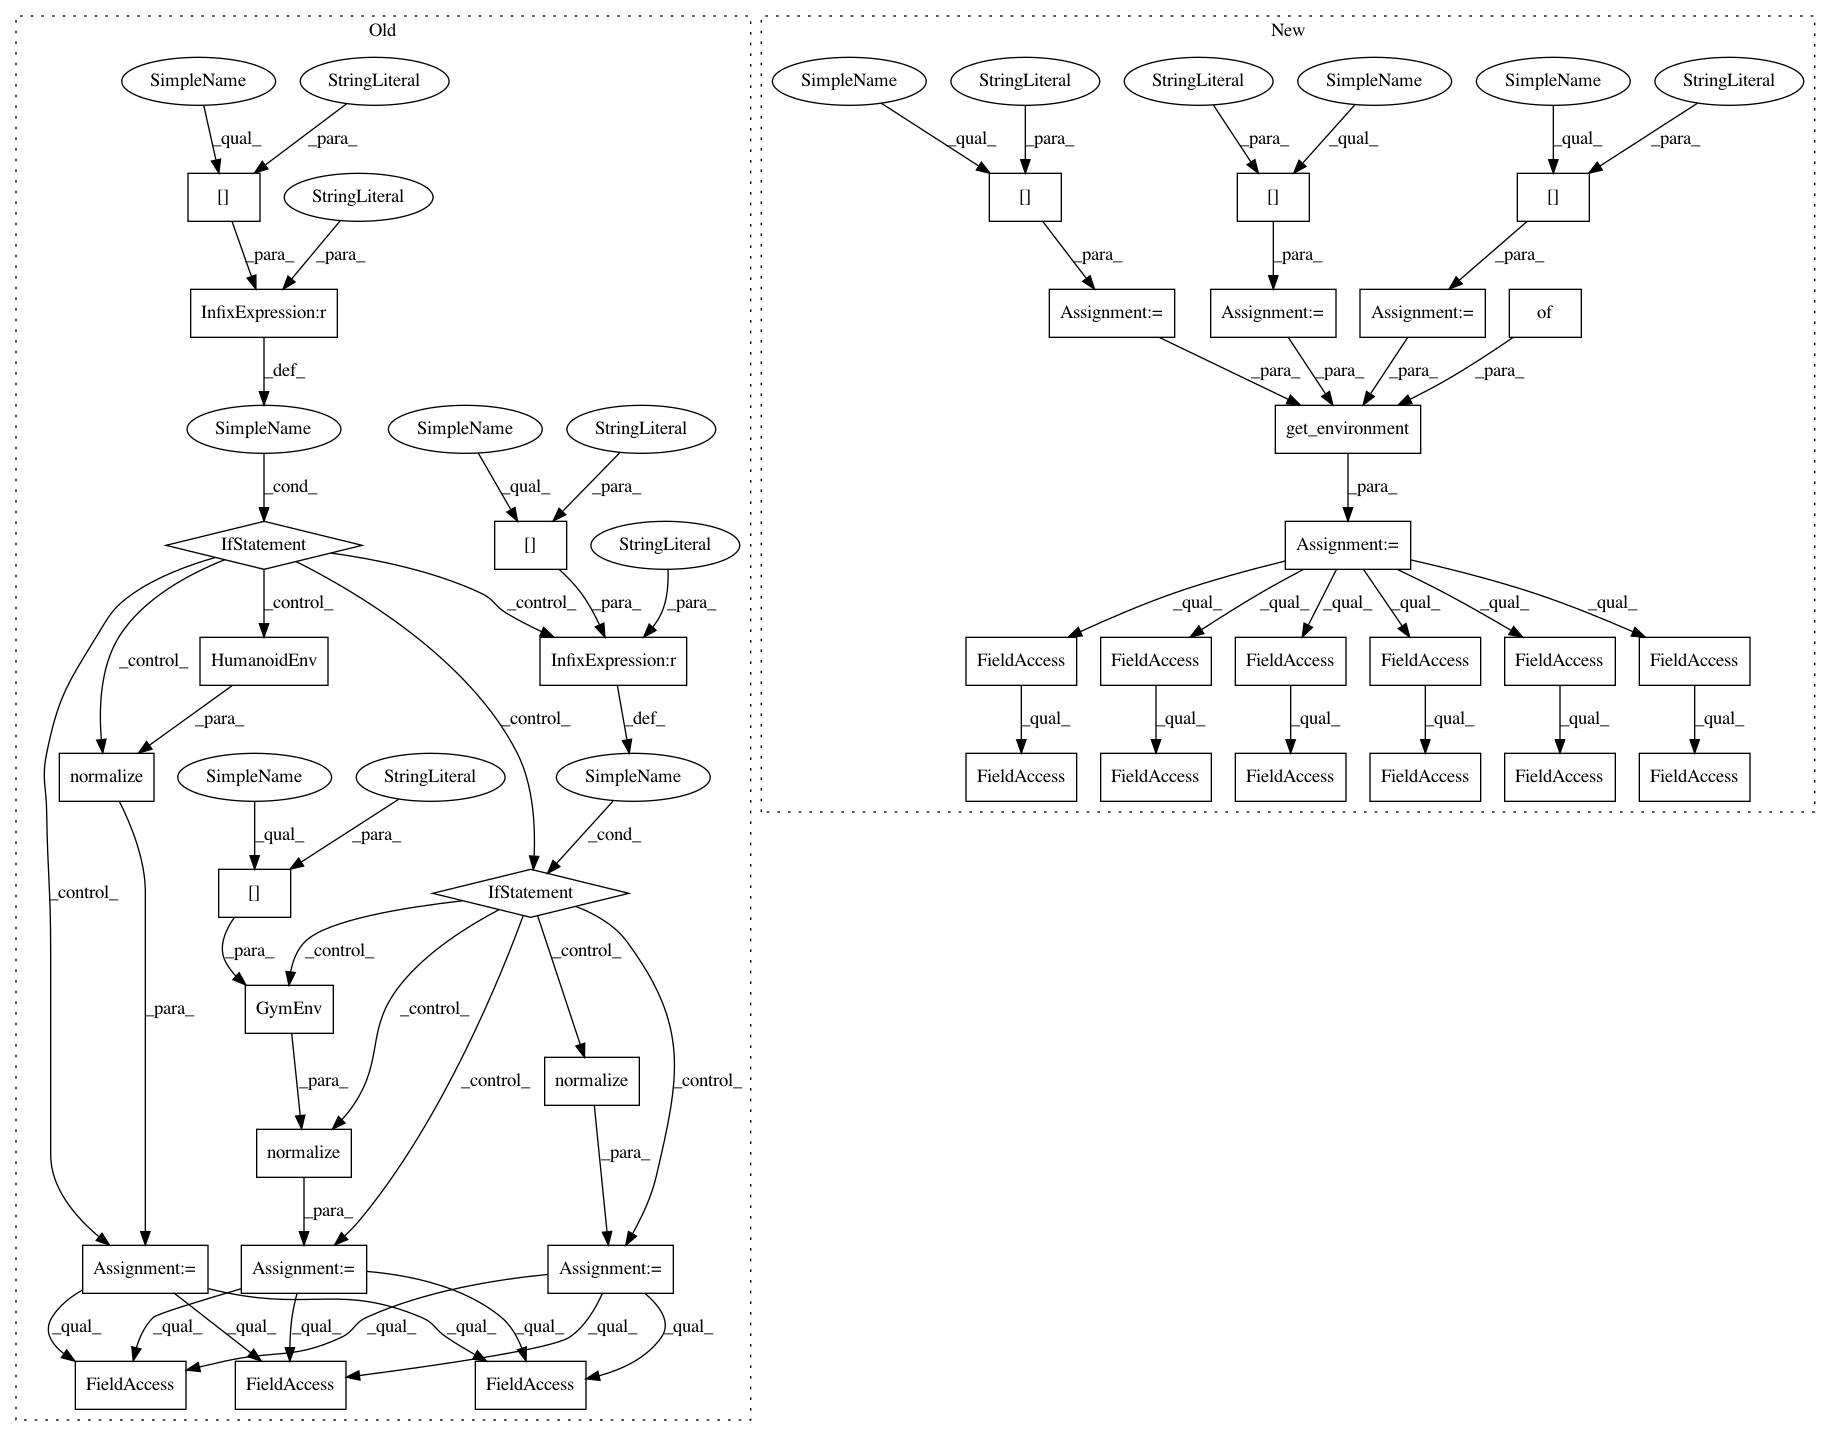 Old
New
SimpleName
StringLiteral
SimpleName
StringLiteral
StringLiteral
SimpleName
SimpleName
StringLiteral
_qual_
_para_
_qual_
_para_
_para_
_qual_
_qual_
_para_
[]
StringLiteral
[]
[]
[]
_para_
_para_
_para_
_para_
_para_
InfixExpression:r
Assignment:=
Assignment:=
Assignment:=
of
_def_
_para_
_para_
_para_
_para_
SimpleName
SimpleName
StringLiteral
get_environment
_cond_
_qual_
_para_
_para_
IfStatement
[]
StringLiteral
Assignment:=
_control_
_control_
_para_
_para_
_qual_
_qual_
_qual_
_qual_
_qual_
_qual_
_control_
HumanoidEnv
InfixExpression:r
FieldAccess
FieldAccess
FieldAccess
FieldAccess
FieldAccess
FieldAccess
_para_
_control_
_def_
_qual_
_qual_
_qual_
_qual_
_qual_
_qual_
normalize
SimpleName
StringLiteral
SimpleName
FieldAccess
FieldAccess
FieldAccess
FieldAccess
FieldAccess
FieldAccess
_qual_
_para_
_cond_
_control_
[]
IfStatement
_para_
_control_
_control_
_para_
GymEnv
_control_
_para_
_control_
normalize
_control_
normalize
_para_
_para_
Assignment:=
Assignment:=
Assignment:=
_qual_
_qual_
_qual_
_qual_
_qual_
_qual_
_qual_
_qual_
_qual_
FieldAccess
FieldAccess
FieldAccess